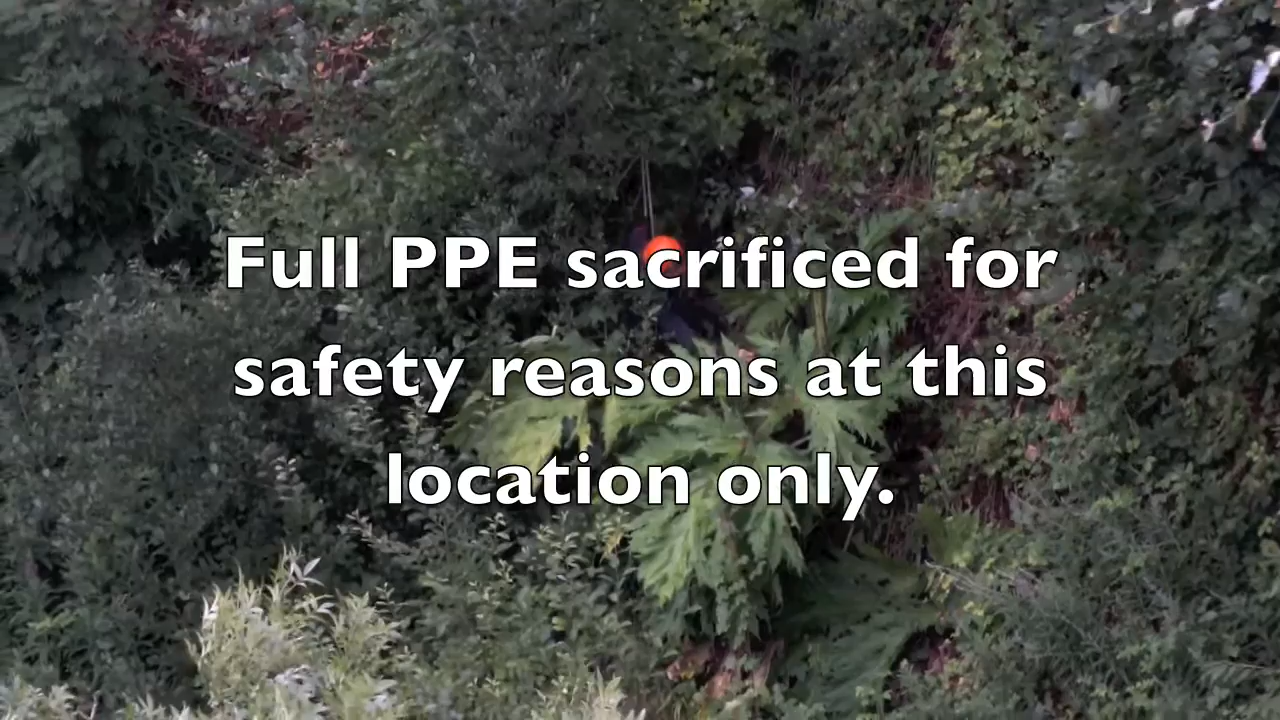 Full PPE sacrificed for
safety reasons at this
location only.